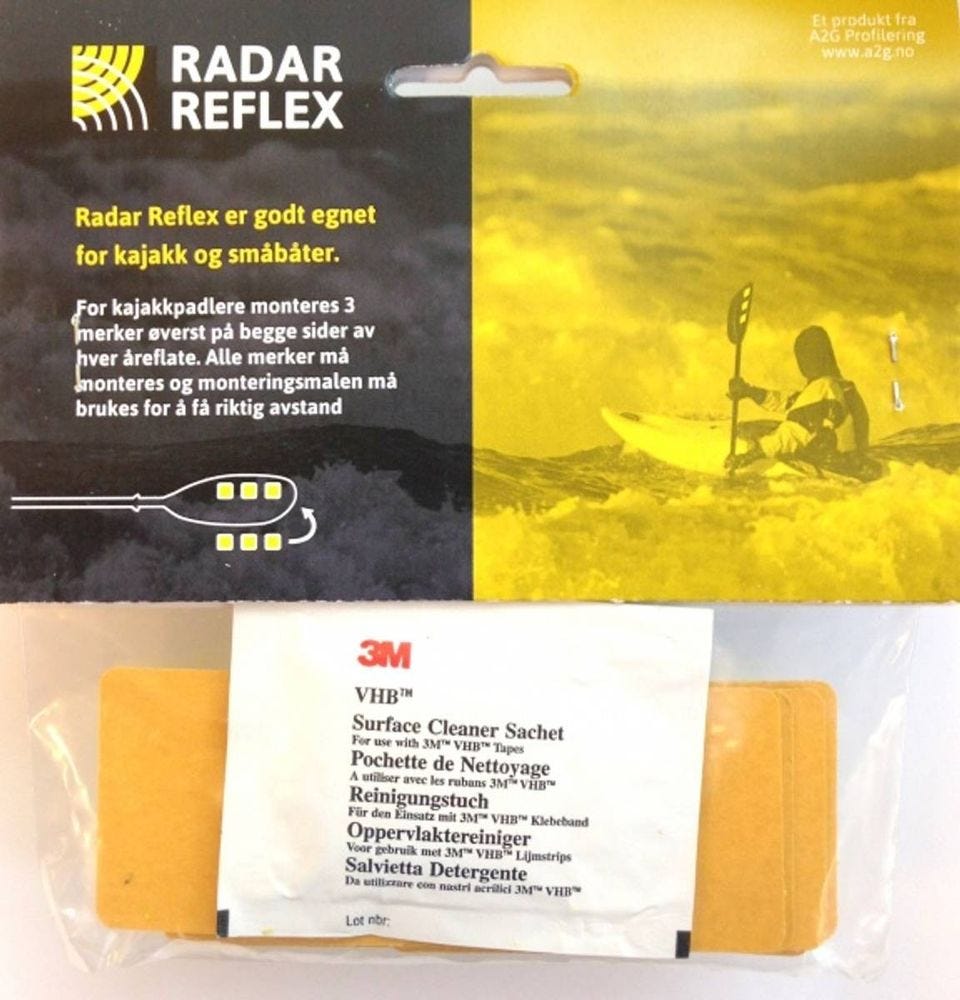 RADAR
REFLEX
Et produkt fra
A2G Profilering
www.a2g.no
Radar Reflex er godt egnet
for kajakk og småbåter.
For kajakkpadlere monteres 3
merker øverst på begge sider av
hver åreflate. Alle merker må
monteres og monteringsmalen må
brukes for å få riktig avstand
3M
VHB™
Surface Cleaner Sachet
For use with 3M™ VHB™ Tapes
Pochette de Nettoyage
A utiliser avec les rubans 3M™ VHB™
Reinigungstuch
Für den Einsatz mit 3M™ VHB™ Klebeband
Oppervlaktereiniger
Voor gebruik met 3M™ VHB™ Lijmstrips
Salvietta Detergente
Da utilizzare con nastri acrilici 3M™ VHB™
Lot nbr: